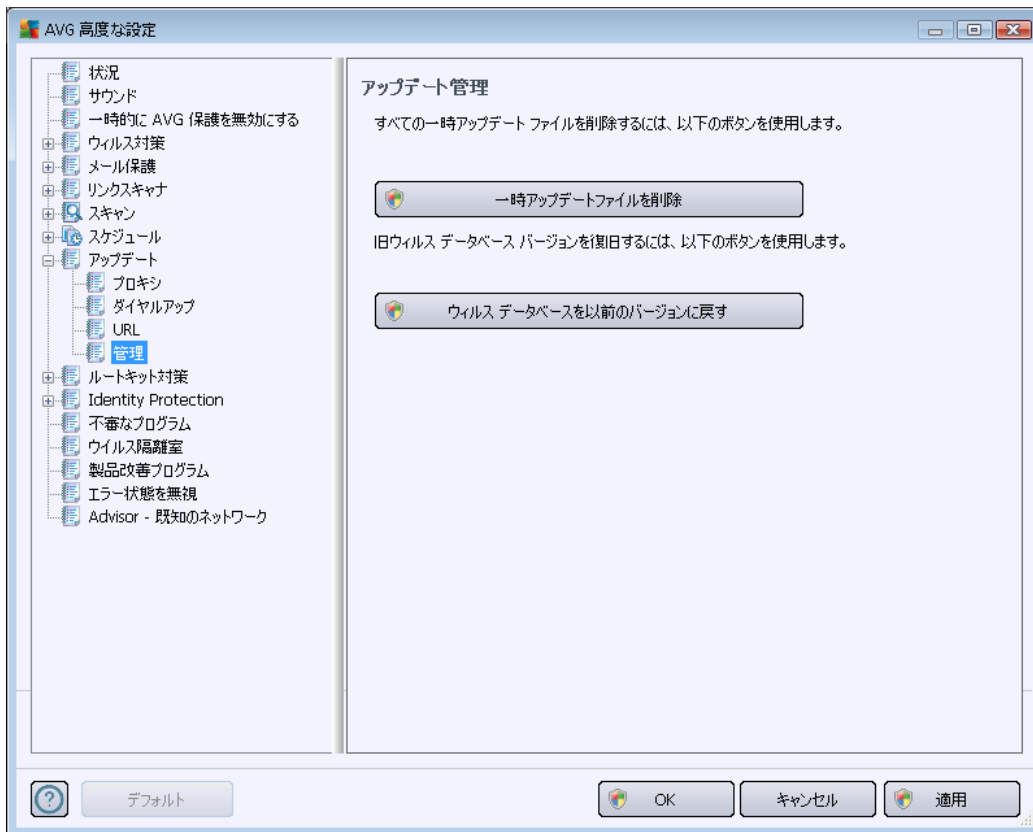 AVG 高度な設定
状況
サウンド
一時的に AVG 保護を無効にする
ウィルス対策
メール保護
リンクスキャナ
スキャン
スケジュール
アップデート
プロキシ
ダイヤルアップ
URL
管理
ルートキット対策
Identity Protection
不審なプログラム
ウイルス隔離室
製品改善プログラム
エラー状態を無視
Advisor - 既知のネットワーク
アップデート管理
すべての一時アップデート ファイルを削除するには、以下のボタンを使用します。
一時アップデートファイルを削除
旧ウィルス データベース バージョンを復旧するには、以下のボタンを使用します。
ウィルス データベースを以前のバージョンに戻す
?
デフォルト
OK
キャンセル
適用